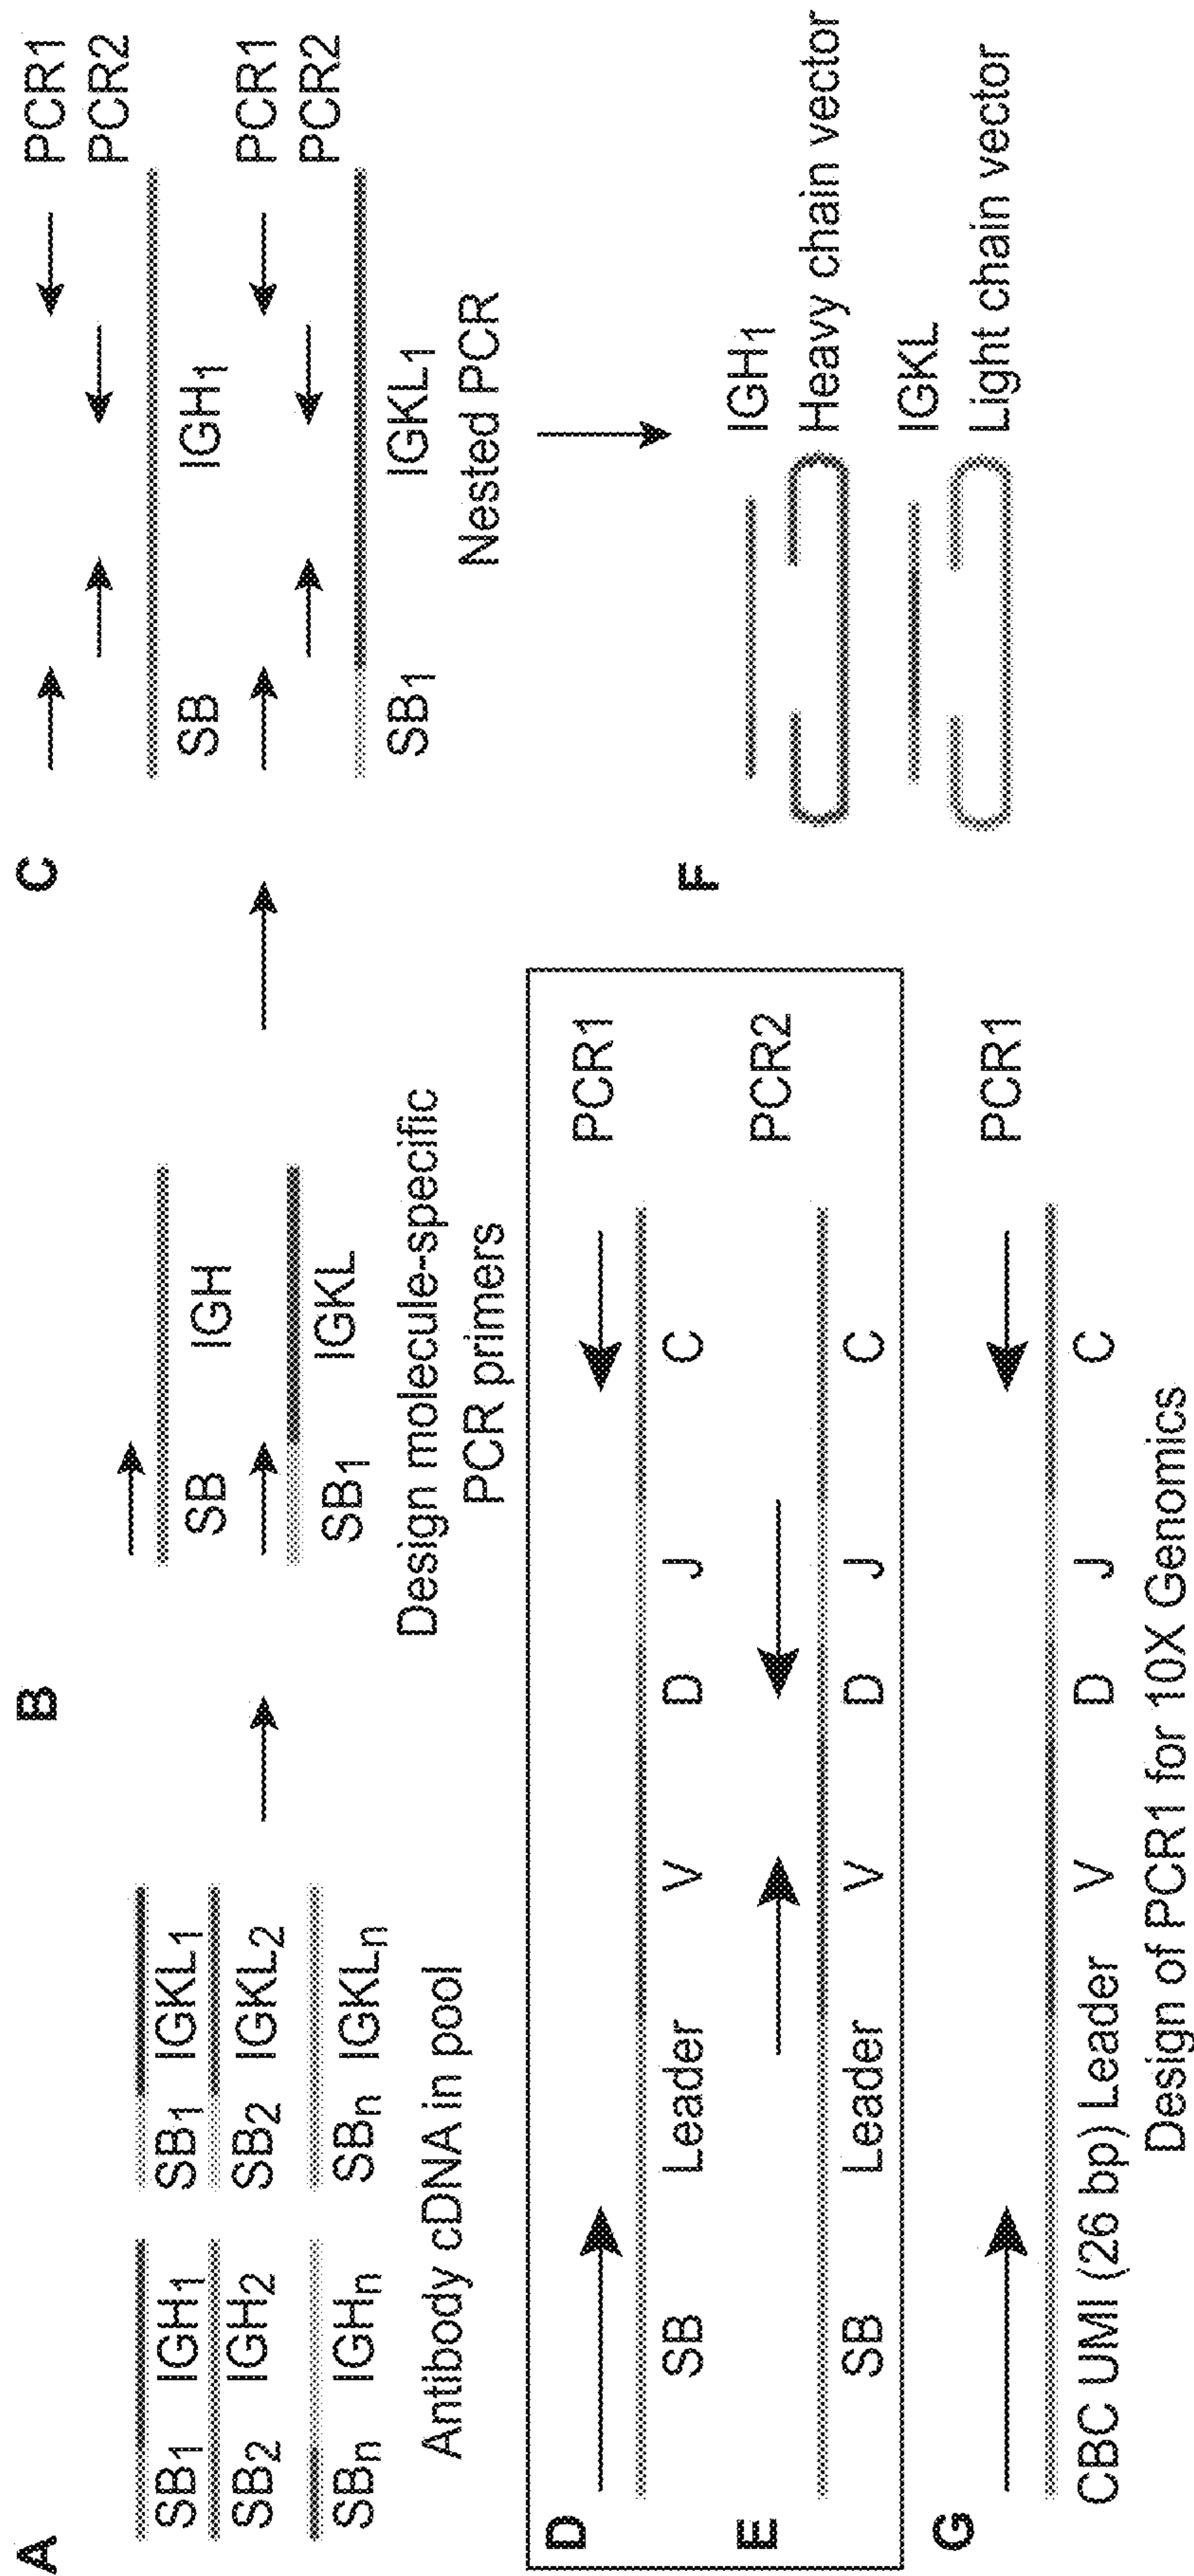 A
SB1 IGH1 SB1 IGKL1
SB2 IGH2 SB2 IGKL2
SBn IGHn SBn IGKLn
Antibody cDNA in pool
B
SB IGH
SB1 IGKL
Design molecule-specific
PCR primers
C
PCR1
PCR2
SB IGH1
PCR1
PCR2
SB1 IGKL1
Nested PCR
D
PCR1
SB Leader V D J C
E
PCR2
SB Leader V D J C
F
IGH1
Heavy chain vector
IGKL
Light chain vector
G
PCR1
CBC UMI (26 bp) Leader V D J C
Design of PCR1 for 10X Genomics